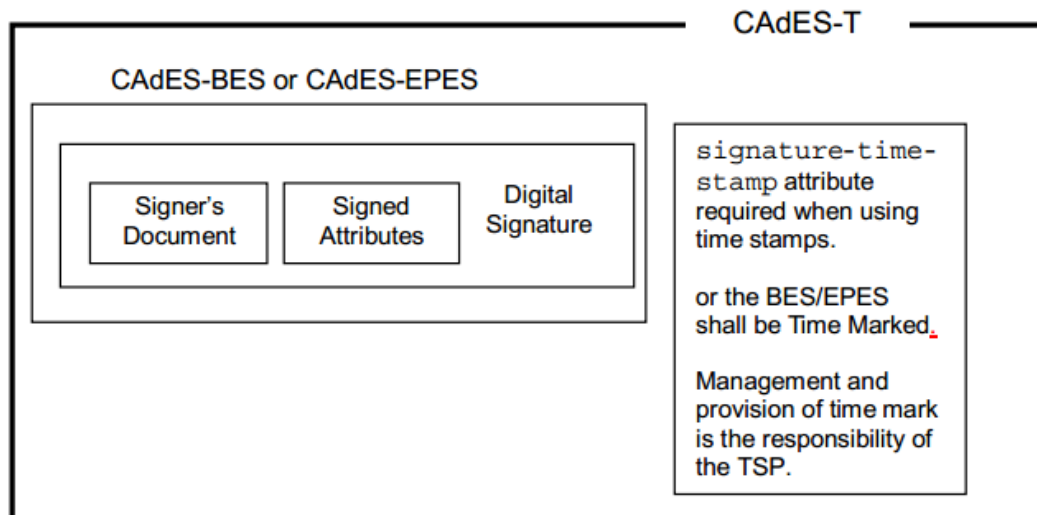 CAdES-T
CAdES-BES or CAdES-EPES
Signer’s
Document
Signed
Attributes
Digital
Signature
signature-time-
stamp attribute
required when using
time stamps.
or the BES/EPES
shall be Time Marked.
Management and
provision of time mark
is the responsibility of
the TSP.